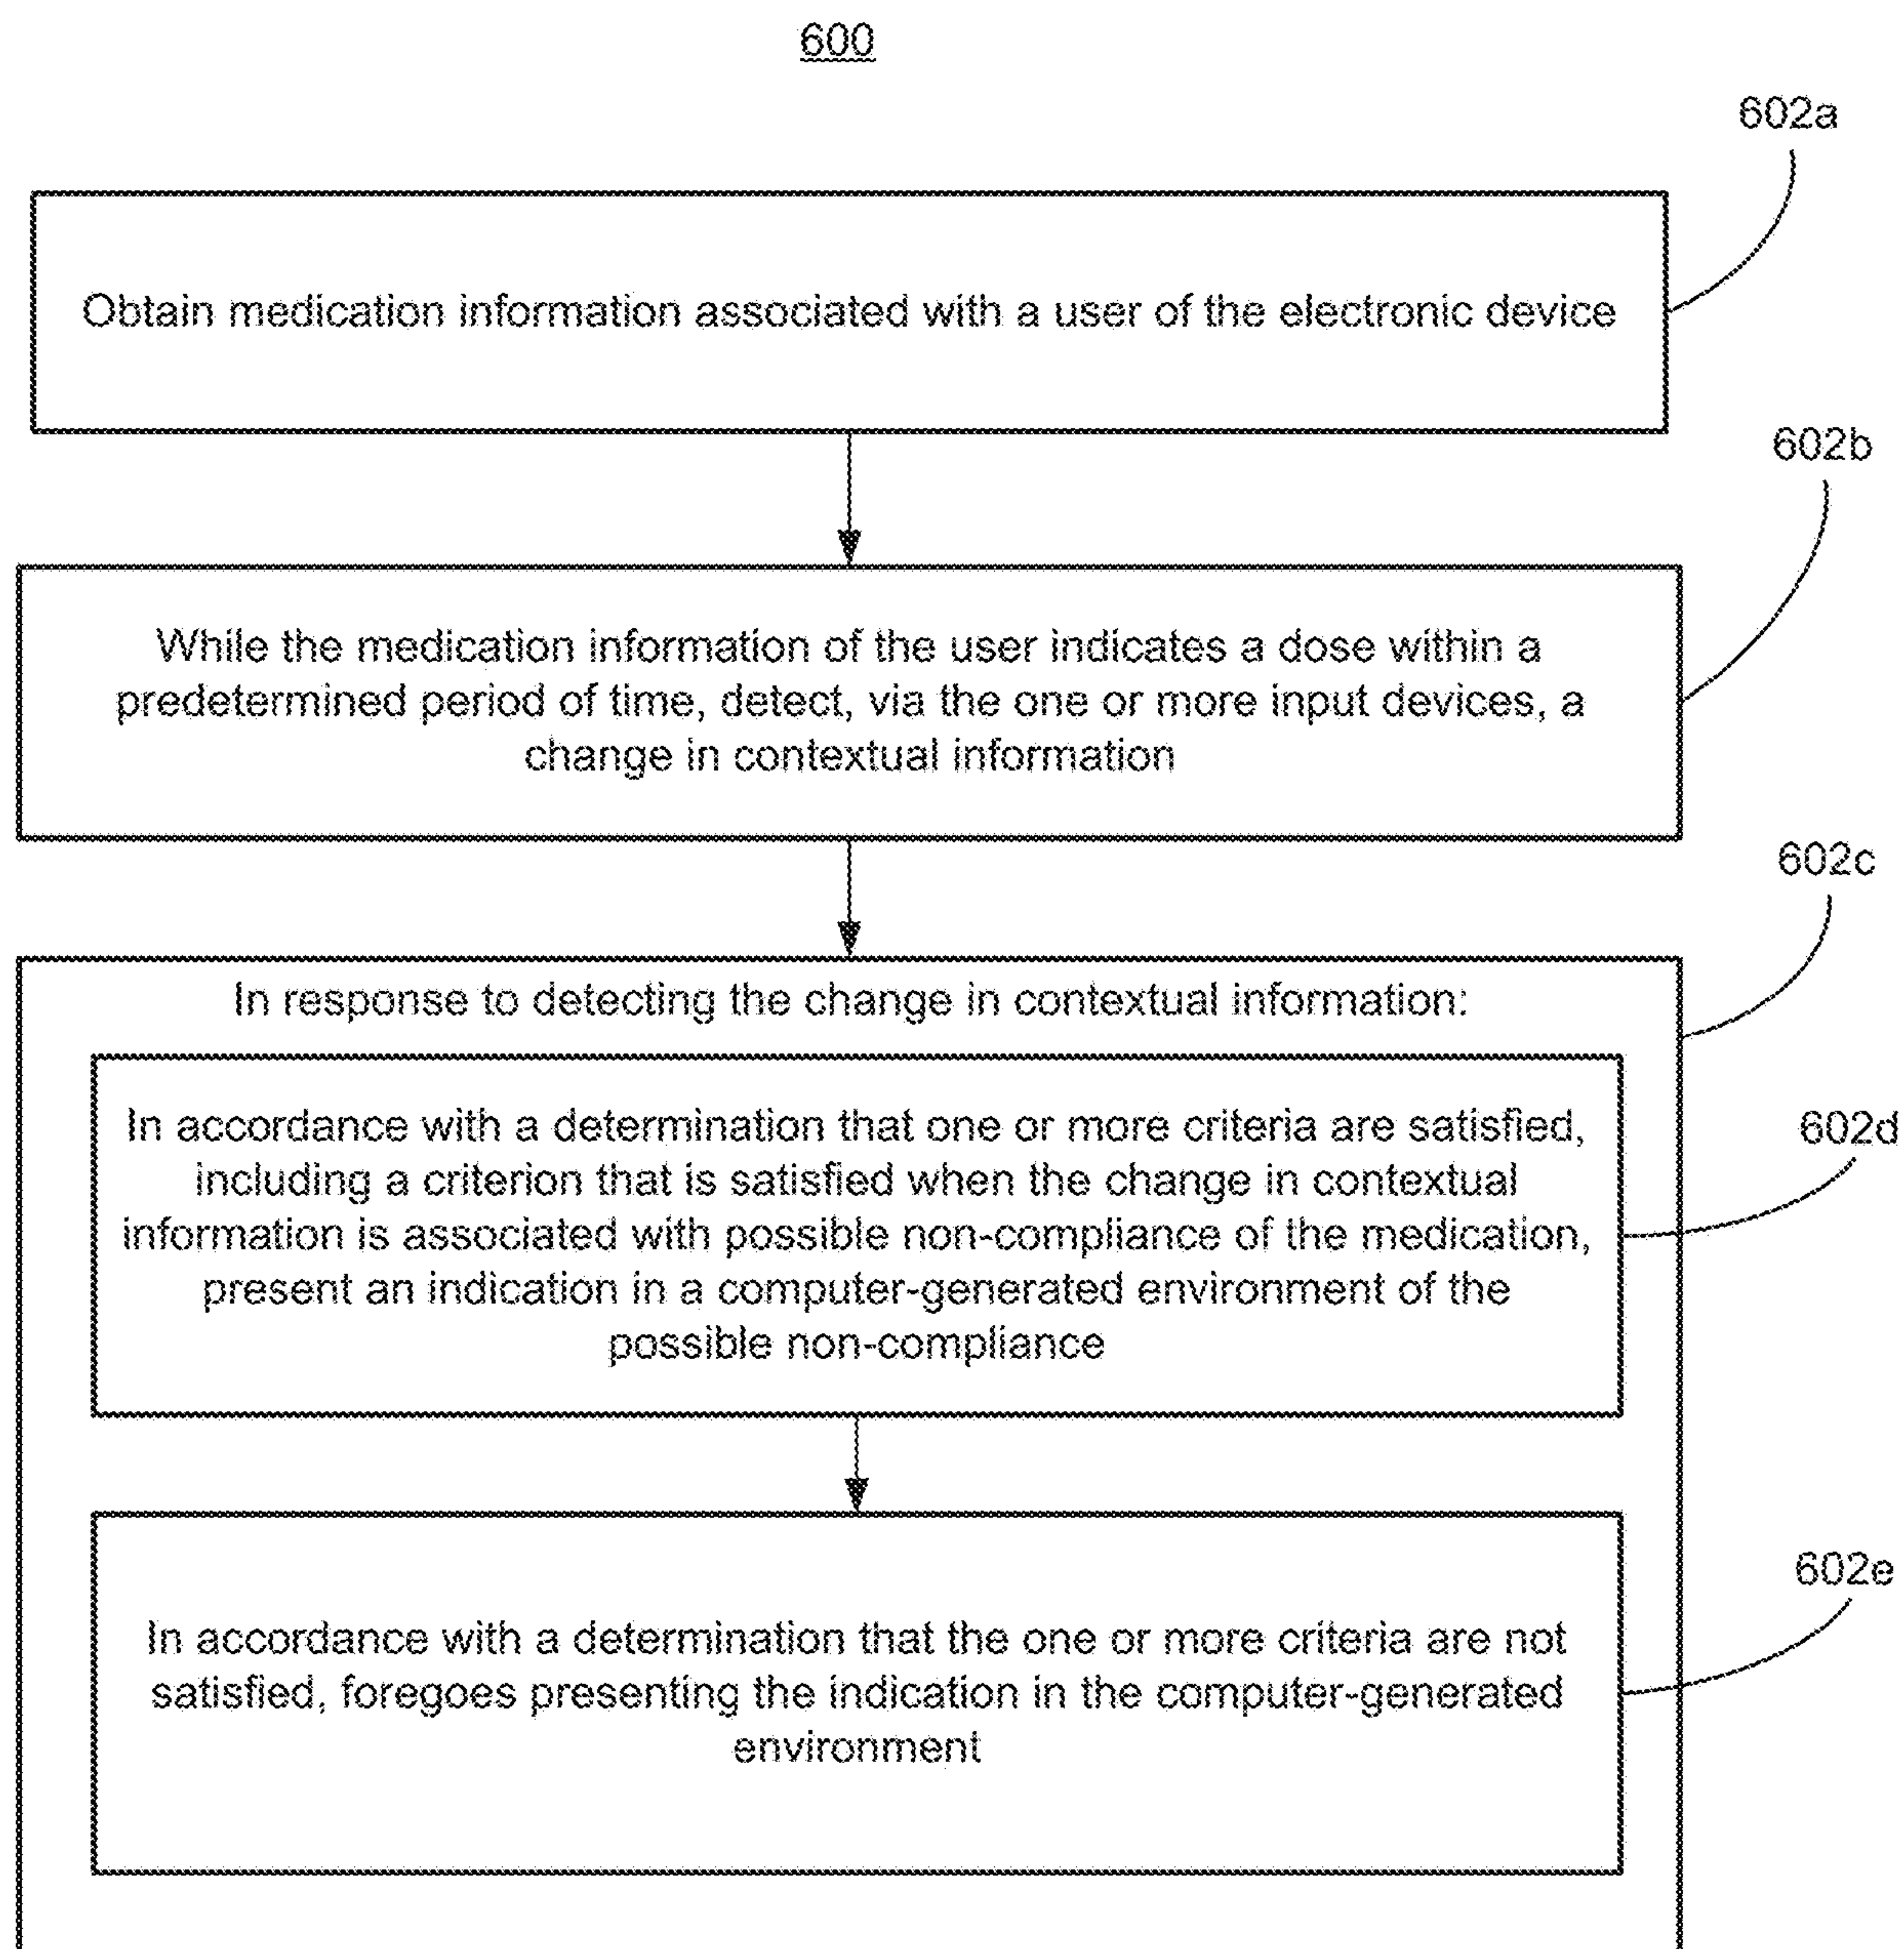 600
602a
Obtain medication information associated with a user of the electronic device
602b
While the medication information of the user indicates a dose within a
predetermined period of time, detect, via the one or more input devices, a
change in contextual information
602c
In response to detecting the change in contextual information:
In accordance with a determination that one or more criteria are satisfied,
including a criterion that is satisfied when the change in contextual
information is associated with possible non-compliance of the medication,
present an indication in a computer-generated environment of the
possible non-compliance
602d
In accordance with a determination that the one or more criteria are not
satisfied, foregoes presenting the indication in the computer-generated
environment
602e